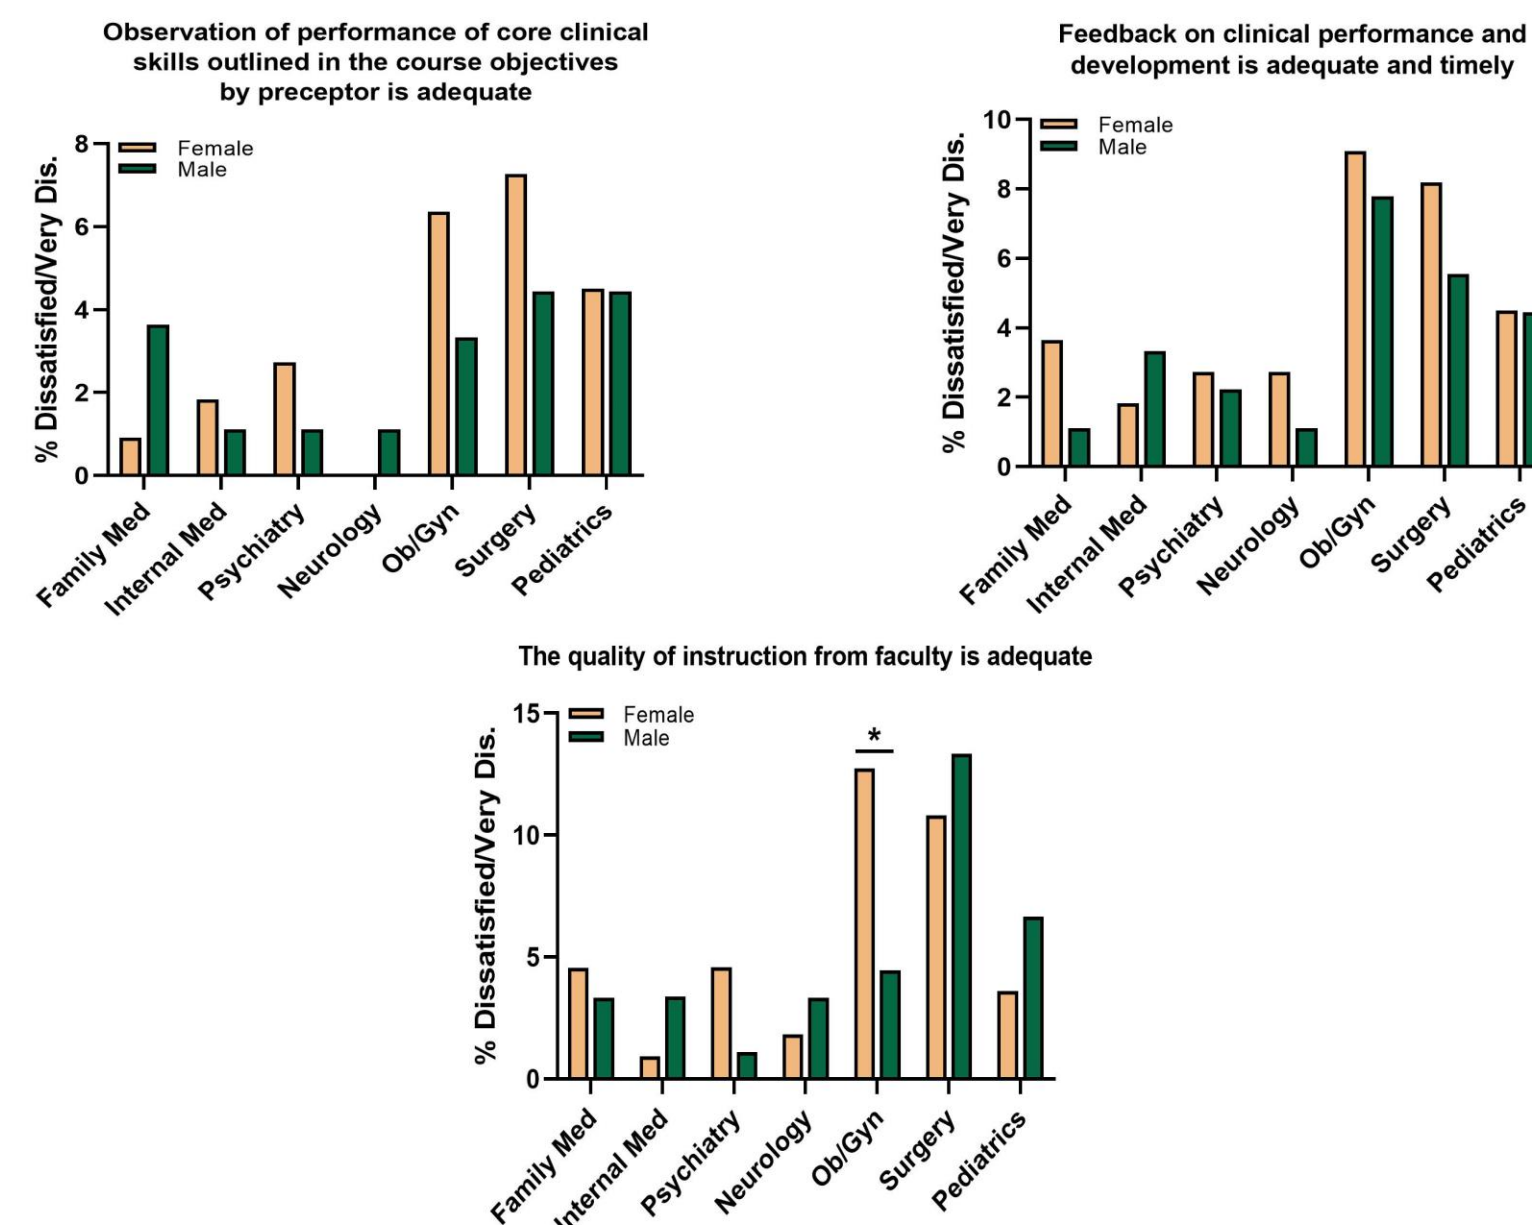 Observation of performance of core clinical
skills outlined in the course objectives
by preceptor is adequate
% Dissatisfied/Very Dis.
8
6
4
2
0
Female
Male
Family Med
Internal Med
Psychiatry
Neurology
Ob/Gyn
Surgery
Pediatrics
Feedback on clinical performance and
development is adequate and timely
% Dissatisfied/Very Dis.
10
8
6
4
2
0
Female
Male
Family Med
Internal Med
Psychiatry
Neurology
Ob/Gyn
Surgery
Pediatrics
The quality of instruction from faculty is adequate
% Dissatisfied/Very Dis.
15
10
5
0
Female
Male
*
Family Med
Internal Med
Psychiatry
Neurology
Ob/Gyn
Surgery
Pediatrics